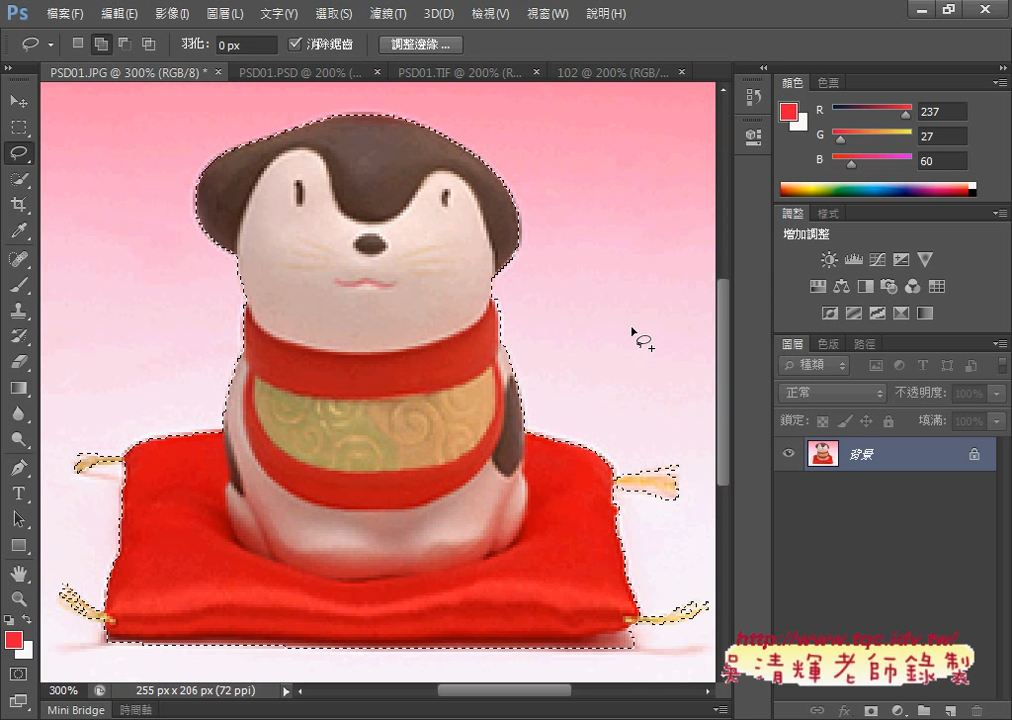 Ps 檔案(F) 編輯(E) 影像(I) 圖層(L) 文字(Y) 選取(S) 濾鏡(T) 3D(D) 檢視(V) 視窗(W) 說明(H)
羽化: 0 px 消除鋸齒 調整邊緣 ...
PSD01.JPG @ 300% (RGB/8) * × PSD01.PSD @ 200% (... × PSD01.TIF @ 200% (R... × 102 @ 200% (RGB/... ×
顏色 色票
R 237
G 27
B 60
調整 樣式
增加調整
圖層 色版 路徑
種類
正常 不透明度: 100%
鎖定: 填滿: 100%
背景
http://www.tqc.idv.tw/
吳清輝老師錄製
300% 255 px x 206 px (72 ppi)
Mini Bridge 時間軸